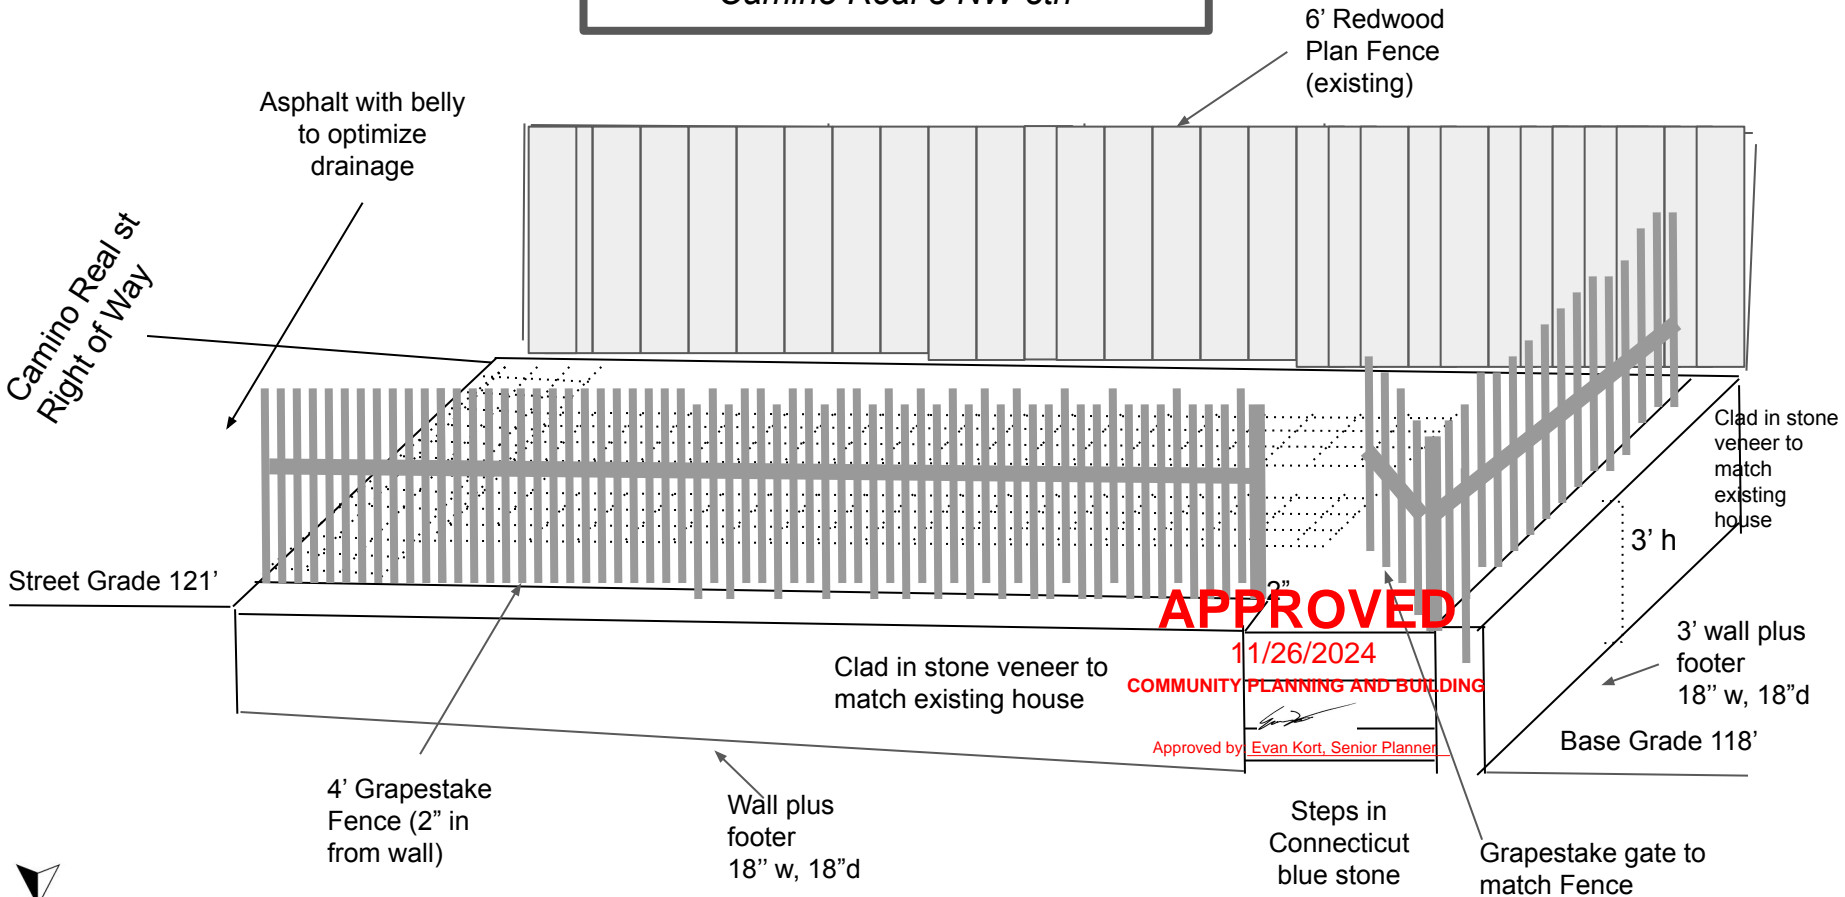 6’ Redwood
Plan Fence
(existing)
Asphalt with belly
to optimize
drainage
Camino Real st
Right of Way
Clad in stone
veneer to
match
existing
house
3’ h
Street Grade 121’
2”
APPROVED
11/26/2024
COMMUNITY PLANNING AND BUILDING
Approved by: Evan Kort, Senior Planner
Clad in stone veneer to
match existing house
3’ wall plus
footer
18’’ w, 18”d
Base Grade 118’
4’ Grapestake
Fence (2” in
from wall)
Wall plus
footer
18’’ w, 18”d
Steps in
Connecticut
blue stone
Grapestake gate to
match Fence